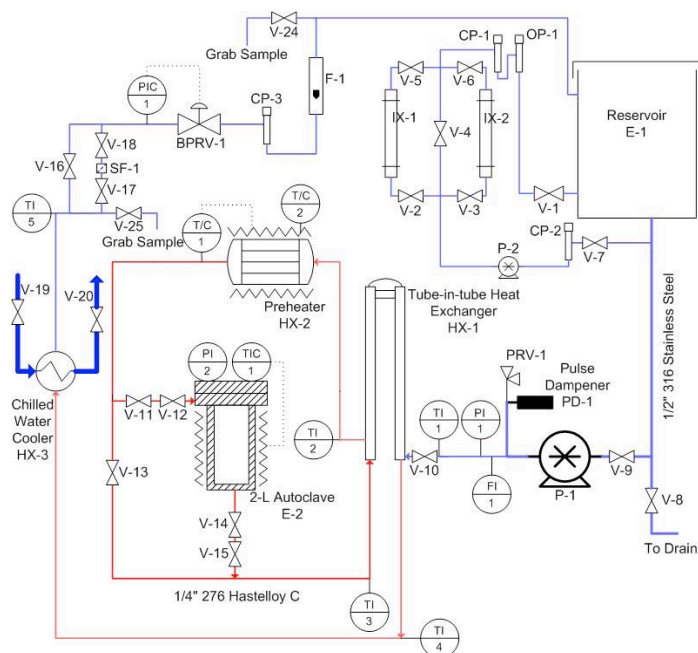 V-24
Grab Sample
CP-1
OP-1
PIC
1
F-1
CP-3
V-5
V-6
Reservoir
E-1
BPRV-1
V-18
IX-1
IX-2
V-4
V-16
SF-1
V-17
TI
5
V-25
Grab Sample
V-2
V-3
V-1
T/C
1
T/C
2
CP-2
P-2
V-7
V-19
V-20
Preheater
HX-2
Tube-in-tube Heat
Exchanger
HX-1
1/2" 316 Stainless Steel
PRV-1
Pulse
Dampener
PD-1
PI
2
TIC
1
Chilled
Water
Cooler
HX-3
V-11
V-12
TI
2
TI
1
PI
1
V-10
V-9
V-13
FI
1
P-1
V-8
2-L Autoclave
E-2
V-14
V-15
To Drain
1/4" 276 Hastelloy C
TI
3
TI
4